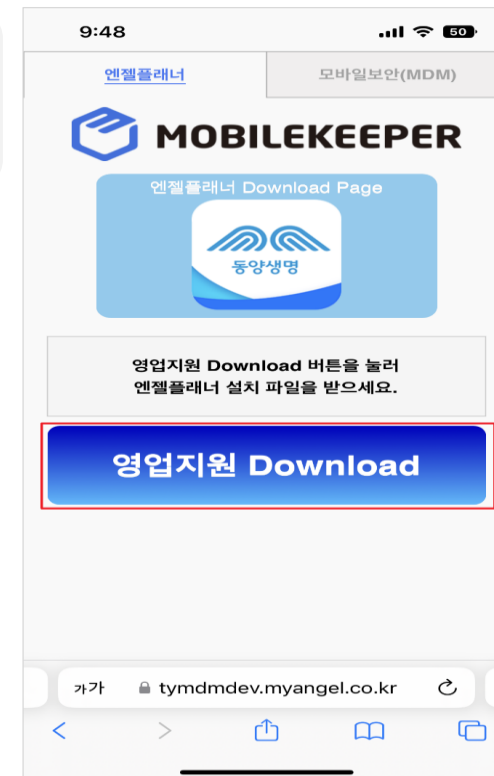 9:48
50
엔젤플래너
모바일보안(MDM)
MOBILEKEEPER
엔젤플래너 Download Page
동양생명
영업지원 Download 버튼을 눌러
엔젤플래너 설치 파일을 받으세요.
영업지원 Download
가가
tymdmdev.myangel.co.kr